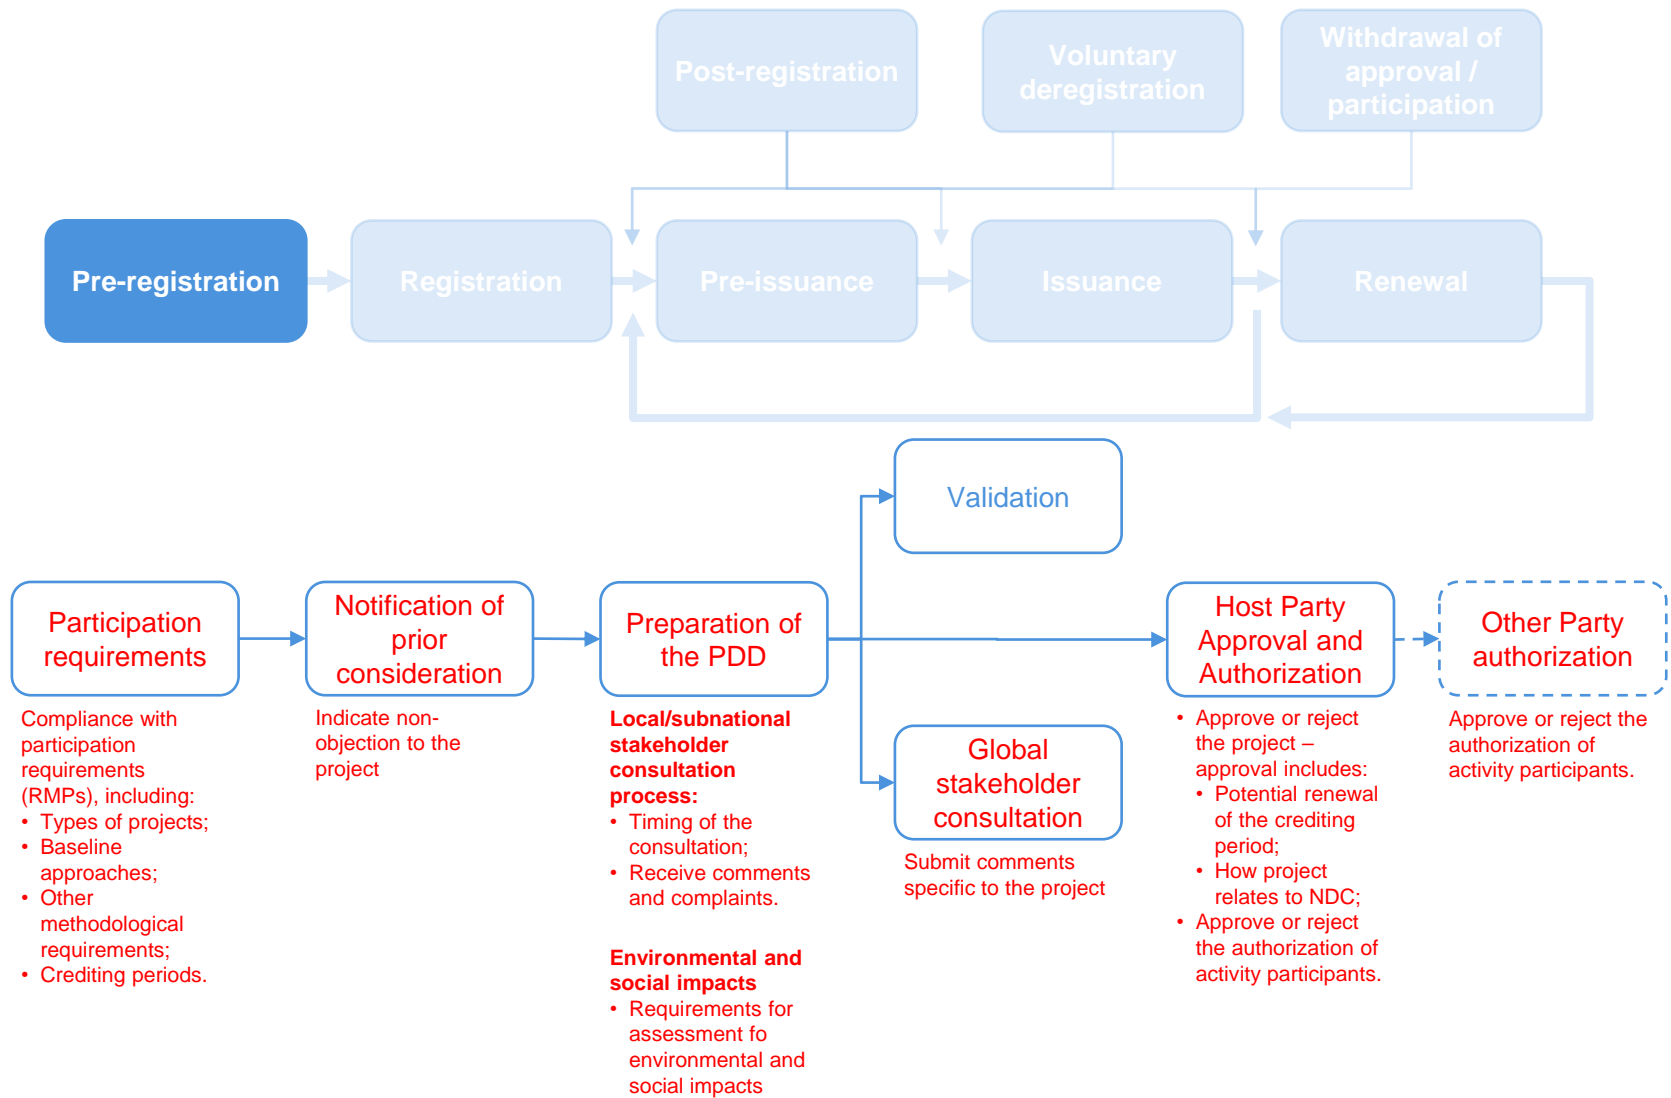 Post-registration
Voluntary
deregistration
Withdrawal of
approval /
participation
Pre-registration
Registration
Pre-issuance
Issuance
Renewal
Validation
Participation
requirements
Notification of
prior
consideration
Preparation of
the PDD
Host Party
Approval and
Authorization
Other Party
authorization
Compliance with
participation
requirements
(RMPs), including:
• Types of projects;
• Baseline
approaches;
• Other
methodological
requirements;
• Crediting periods.
Indicate non-
objection to the
project
Local/subnational
stakeholder
consultation
process:
• Timing of the
consultation;
• Receive comments
and complaints.
Environmental and
social impacts
• Requirements for
assessment fo
environmental and
social impacts
Global
stakeholder
consultation
Submit comments
specific to the project
• Approve or reject
the project –
approval includes:
• Potential renewal
of the crediting
period;
• How project
relates to NDC;
• Approve or reject
the authorization of
activity participants.
Approve or reject the
authorization of
activity participants.